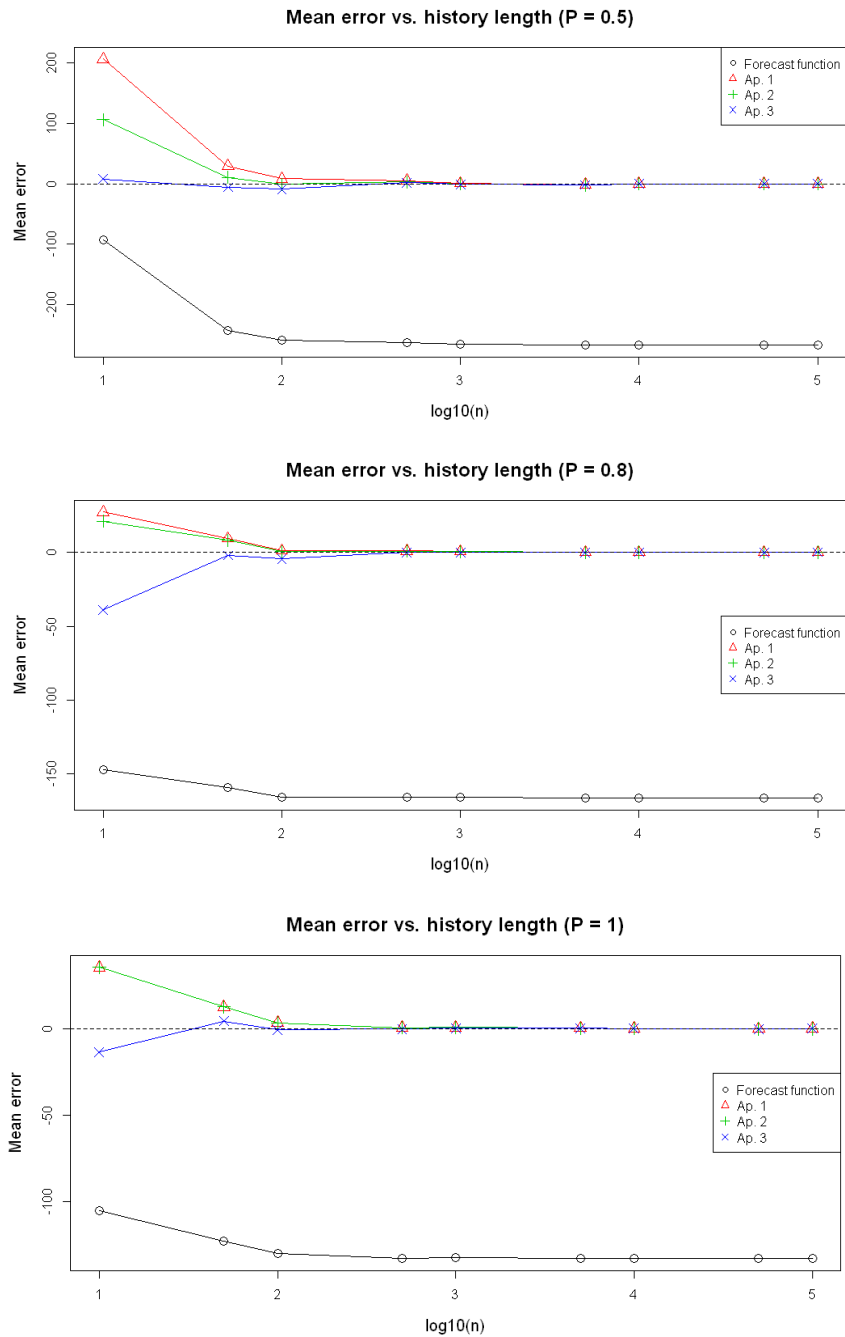 Mean error vs. history length (P = 0.5)
200
100
0
-100
-200
Mean error
Forecast function
Ap. 1
Ap. 2
Ap. 3
1 2 3 4 5
log10(n)
Mean error vs. history length (P = 0.8)
0
-50
-100
-150
Mean error
Forecast function
Ap. 1
Ap. 2
Ap. 3
1 2 3 4 5
log10(n)
Mean error vs. history length (P = 1)
0
-50
-100
Mean error
Forecast function
Ap. 1
Ap. 2
Ap. 3
1 2 3 4 5
log10(n)